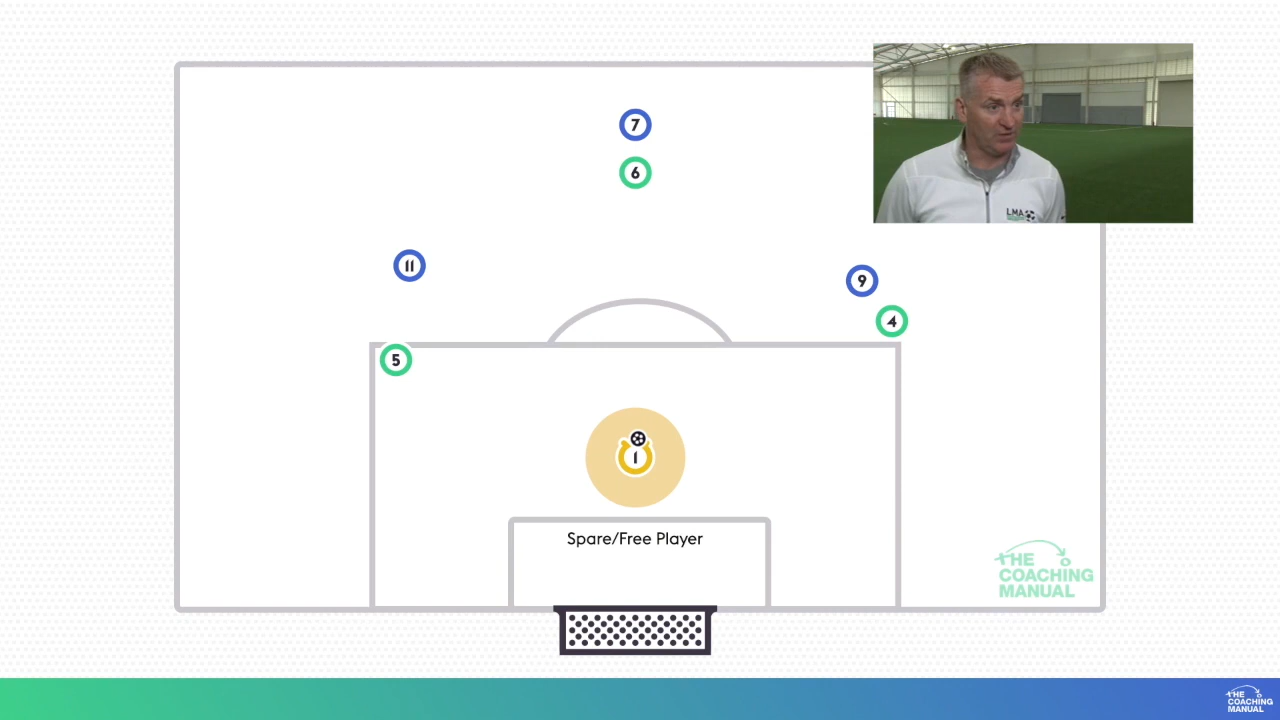 7
6
LMA
11
9
4
5
1
Spare/Free Player
THE
COACHING
MANUAL
THE
COACHING
MANUAL